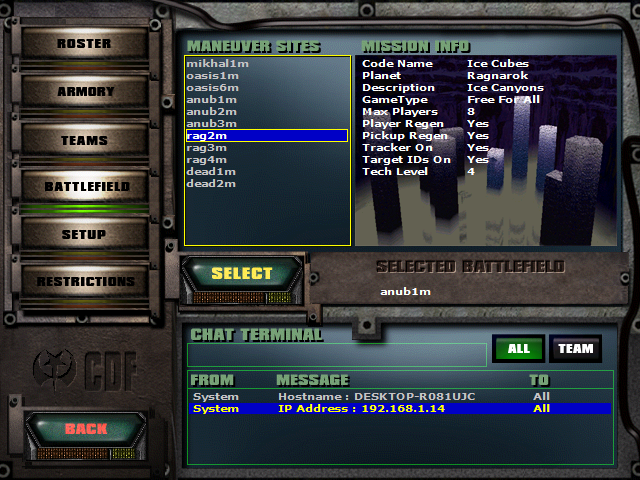 ROSTER
ARMORY
TEAMS
BATTLEFIELD
SETUP
RESTRICTIONS
CDF
BACK
MANEUVER SITES
mikhal1m
oasis1m
oasis6m
anub1m
anub2m
anub3m
rag2m
rag3m
rag4m
dead1m
dead2m
MISSION INFO
Code Name Ice Cubes
Planet Ragnarok
Description Ice Canyons
GameType Free For All
Max Players 8
Player Regen Yes
Pickup Regen Yes
Tracker On Yes
Target IDs On Yes
Tech Level 4
SELECT
SELECTED BATTLEFIELD
anub1m
CHAT TERMINAL
ALL TEAM
FROM MESSAGE TO
System Hostname : DESKTOP-R081UJC All
System IP Address : 192.168.1.14 All